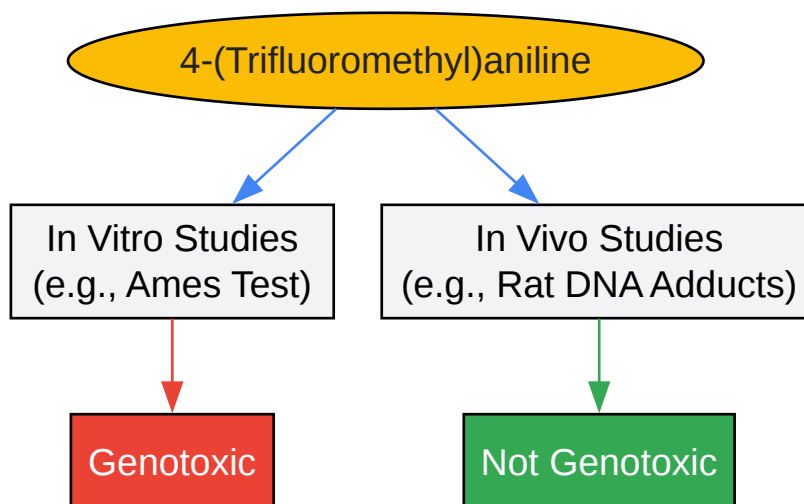 4-(Trifluoromethyl)aniline
In Vitro Studies
(e.g., Ames Test)
In Vivo Studies
(e.g., Rat DNA Adducts)
Genotoxic
Not Genotoxic